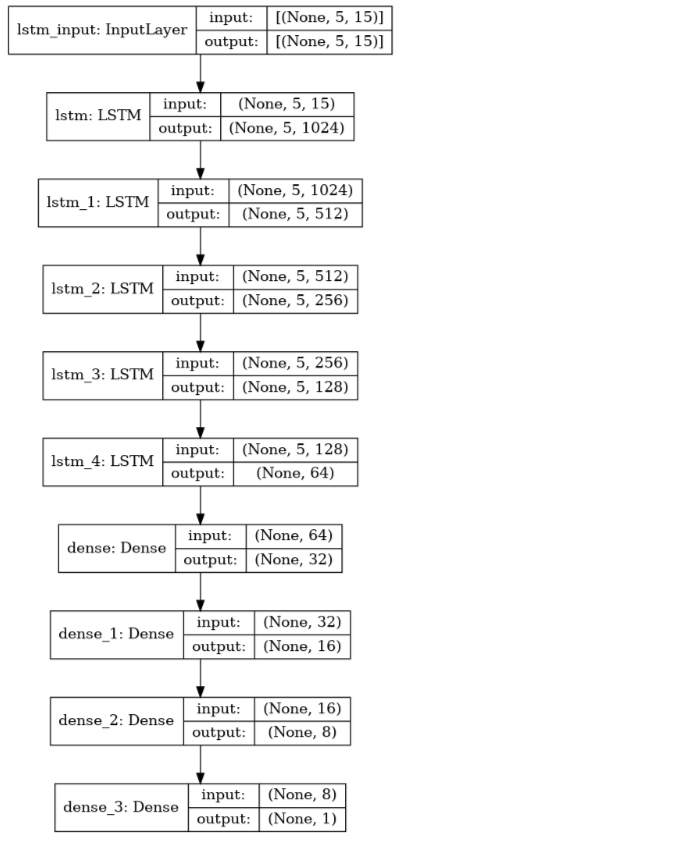 lstm_input: InputLayer input: [(None, 5, 15)]
output: [(None, 5, 15)]
lstm: LSTM input: (None, 5, 15)
output: (None, 5, 1024)
lstm_1: LSTM input: (None, 5, 1024)
output: (None, 5, 512)
lstm_2: LSTM input: (None, 5, 512)
output: (None, 5, 256)
lstm_3: LSTM input: (None, 5, 256)
output: (None, 5, 128)
lstm_4: LSTM input: (None, 5, 128)
output: (None, 64)
dense: Dense input: (None, 64)
output: (None, 32)
dense_1: Dense input: (None, 32)
output: (None, 16)
dense_2: Dense input: (None, 16)
output: (None, 8)
dense_3: Dense input: (None, 8)
output: (None, 1)